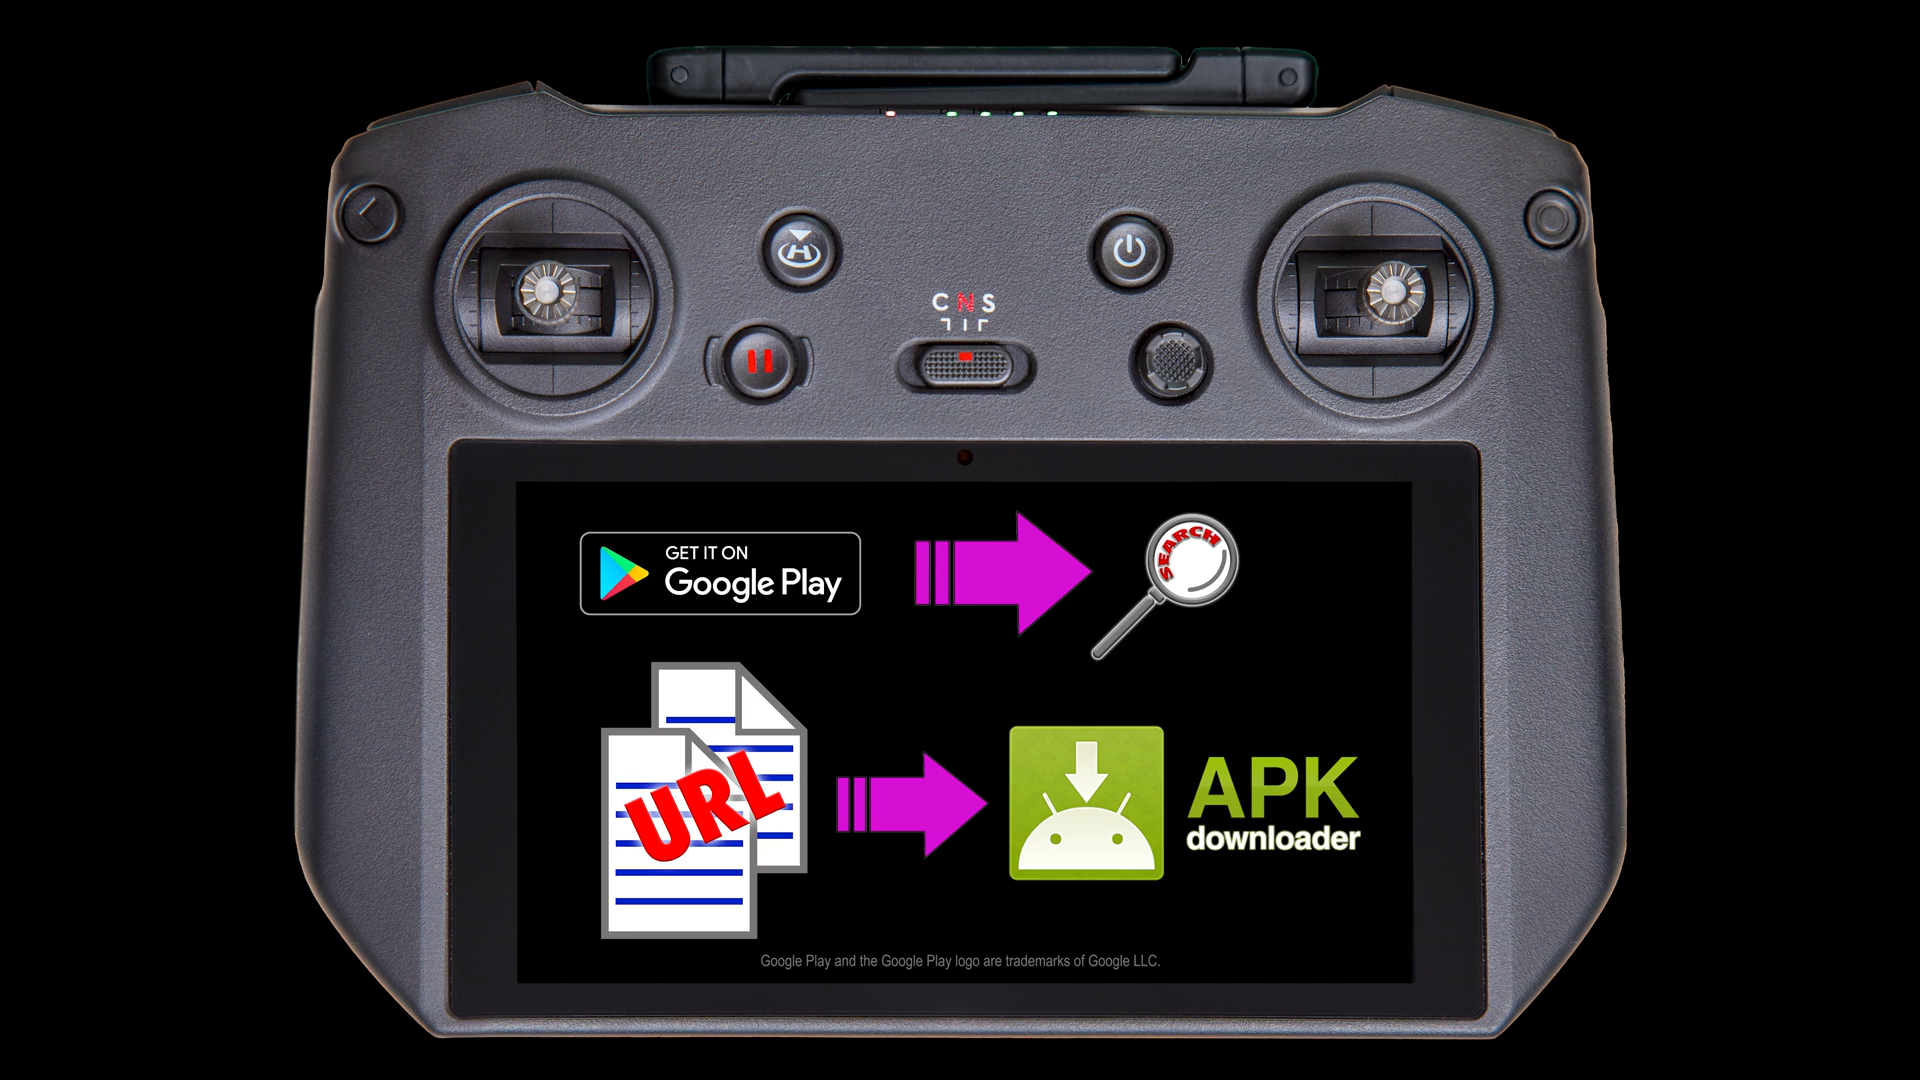 C N S
GET IT ON
Google Play
SEARCH
URL
APK
downloader
Google Play and the Google Play logo are trademarks of Google LLC.